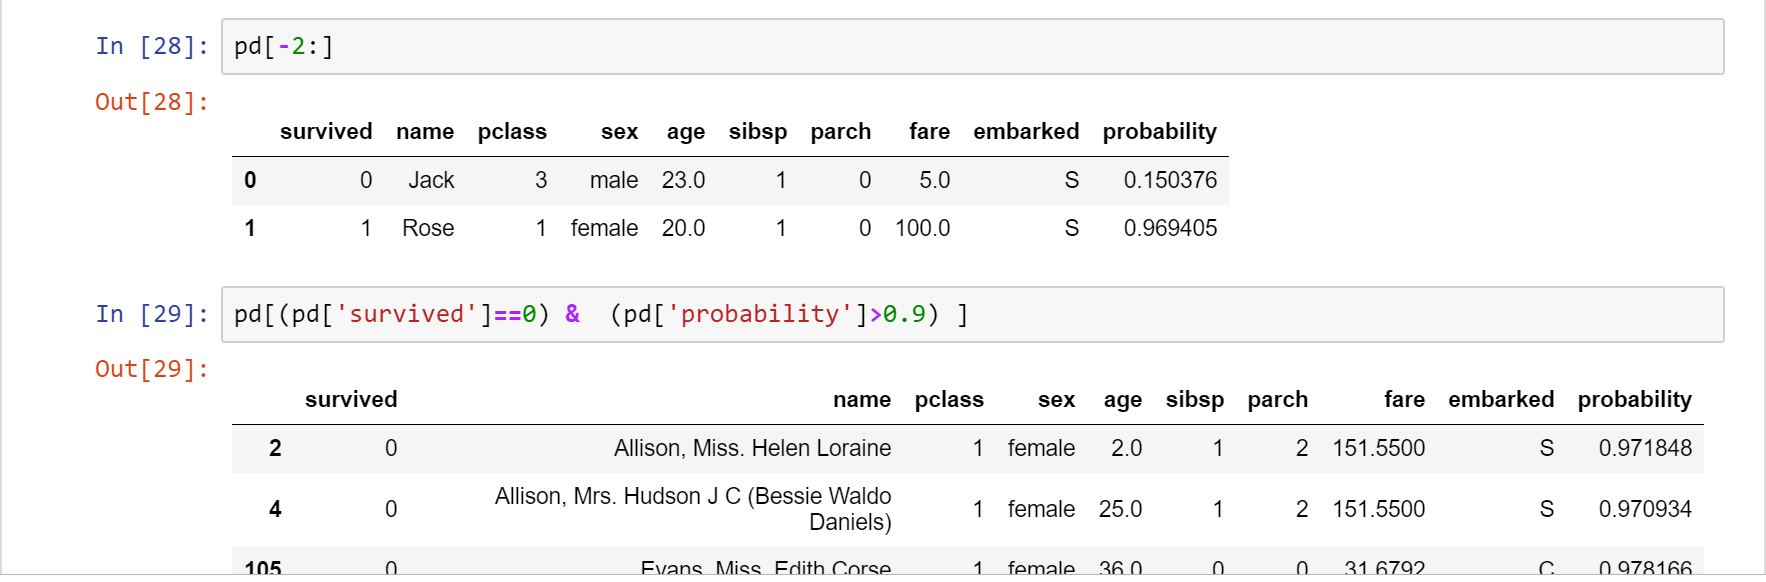 In [28]: pd[-2:]
Out[28]:
survived name pclass sex age sibsp parch fare embarked probability
0 0 Jack 3 male 23.0 1 0 5.0 S 0.150376
1 1 Rose 1 female 20.0 1 0 100.0 S 0.969405
In [29]: pd[(pd['survived']==0) &  (pd['probability']>0.9) ]
Out[29]:
survived name pclass sex age sibsp parch fare embarked probability
2 0 Allison, Miss. Helen Loraine 1 female 2.0 1 2 151.5500 S 0.971848
4 0 Allison, Mrs. Hudson J C (Bessie Waldo
Daniels) 1 female 25.0 1 2 151.5500 S 0.970934
105 0 Evans, Miss. Edith Corse 1 female 36.0 0 0 31.6792 C 0.978166